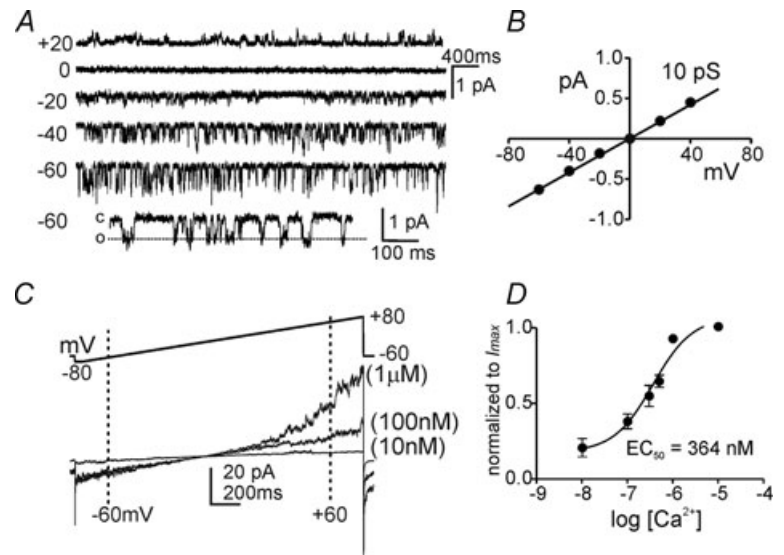 A
+20
0
-20
-40
-60
-60
c
o
400ms
1 pA
1 pA
100 ms
B
pA
10 pS
1.0
0.5
-80
-40
0
40
80
mV
-0.5
-1.0
C
mV
-80
+80
-60
(1µM)
(100nM)
(10nM)
20 pA
200ms
-60mV
+60
D
normalized to Imax
1.0
0.5
0.0
EC50 = 364 nM
-9
-8
-7
-6
-5
-4
log [Ca2+]